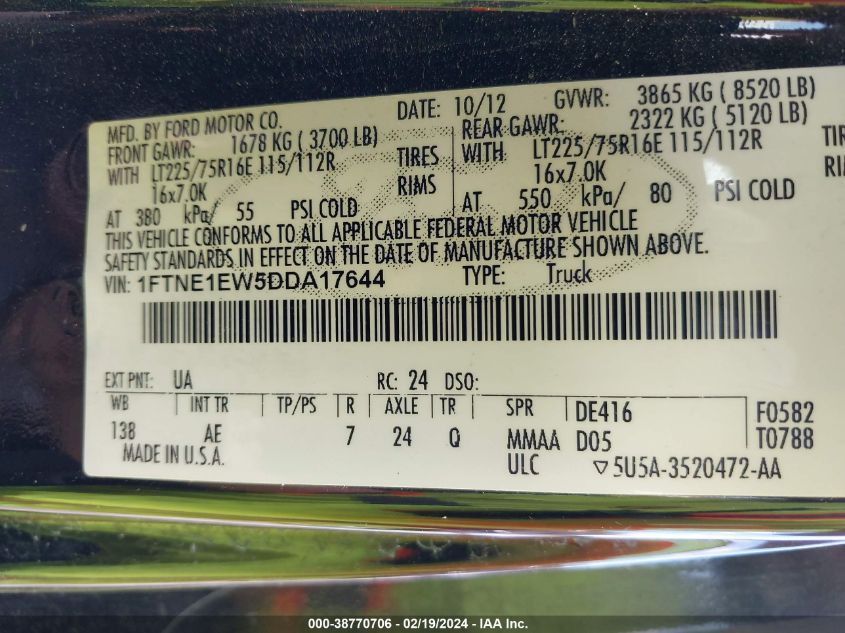 MFD. BY FORD MOTOR CO. DATE: 10/12 GVWR: 3865 KG ( 8520 LB)
FRONT GAWR: 1678 KG ( 3700 LB) REAR GAWR: 2322 KG ( 5120 LB)
WITH LT225/75R16E 115/112R TIRES WITH LT225/75R16E 115/112R TIRE
16x7.0K RIMS 16x7.0K RIM
AT 380 kPa/ 55 PSI COLD AT 550 kPa/ 80 PSI COLD
THIS VEHICLE CONFORMS TO ALL APPLICABLE FEDERAL MOTOR VEHICLE
SAFETY STANDARDS IN EFFECT ON THE DATE OF MANUFACTURE SHOWN ABOVE.
VIN: 1FTNE1EW5DDA17644 TYPE: Truck
EXT PNT: UA RC: 24 DSO:
WB INT TR TP/PS R AXLE TR SPR DE416 F0582
138 AE 7 24 Q MMAA D05 T0788
MADE IN U.S.A. ULC ▽5U5A-3520472-AA
000-38770706 - 02/19/2024 - IAA Inc.